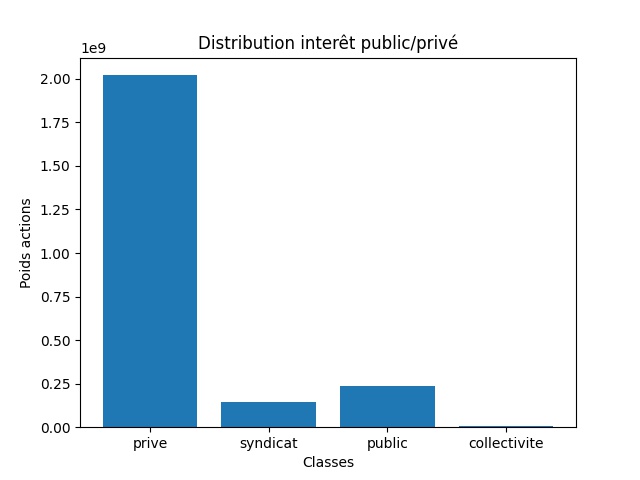 Distribution interêt public/privé
1e9
2.00
1.75
1.50
1.25
1.00
0.75
0.50
0.25
0.00
Poids actions
prive syndicat public collectivite
Classes